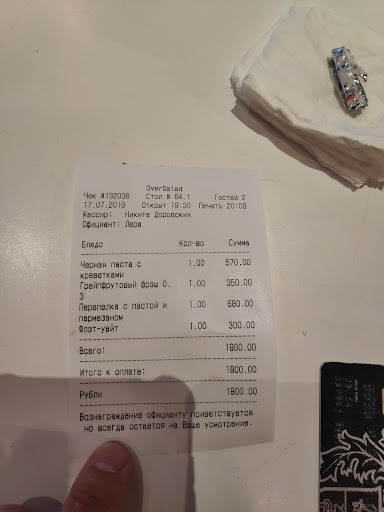 OverSalad
Чек #132036 Стол # 54.1 Гостей 2
17.07.2019 Открыт 19:30 Печать 20:09
Кассир: Никита Доровских
Официант: Лера
Блюдо Кол-во Сумма
Черная паста с 1.00 570.00
креветками
Грейпфрутовый фрэш 0. 1.00 350.00
3
Перепелка с пастой и 1.00 680.00
пармезаном
Флэт-уайт 1.00 300.00
Всего: 1900.00
Итого к оплате: 1900.00
Рубли 1900.00
Вознаграждение официанту приветствуется
но всегда остается на Ваше усмотрение.